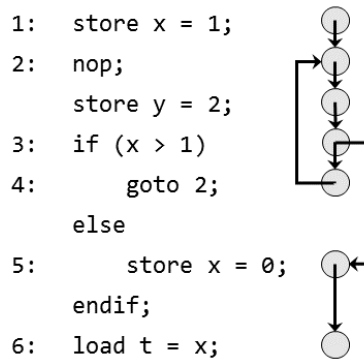 1: store x = 1;
2: nop;
store y = 2;
3: if (x > 1)
4: goto 2;
else
5: store x = 0;
endif;
6: load t = x;